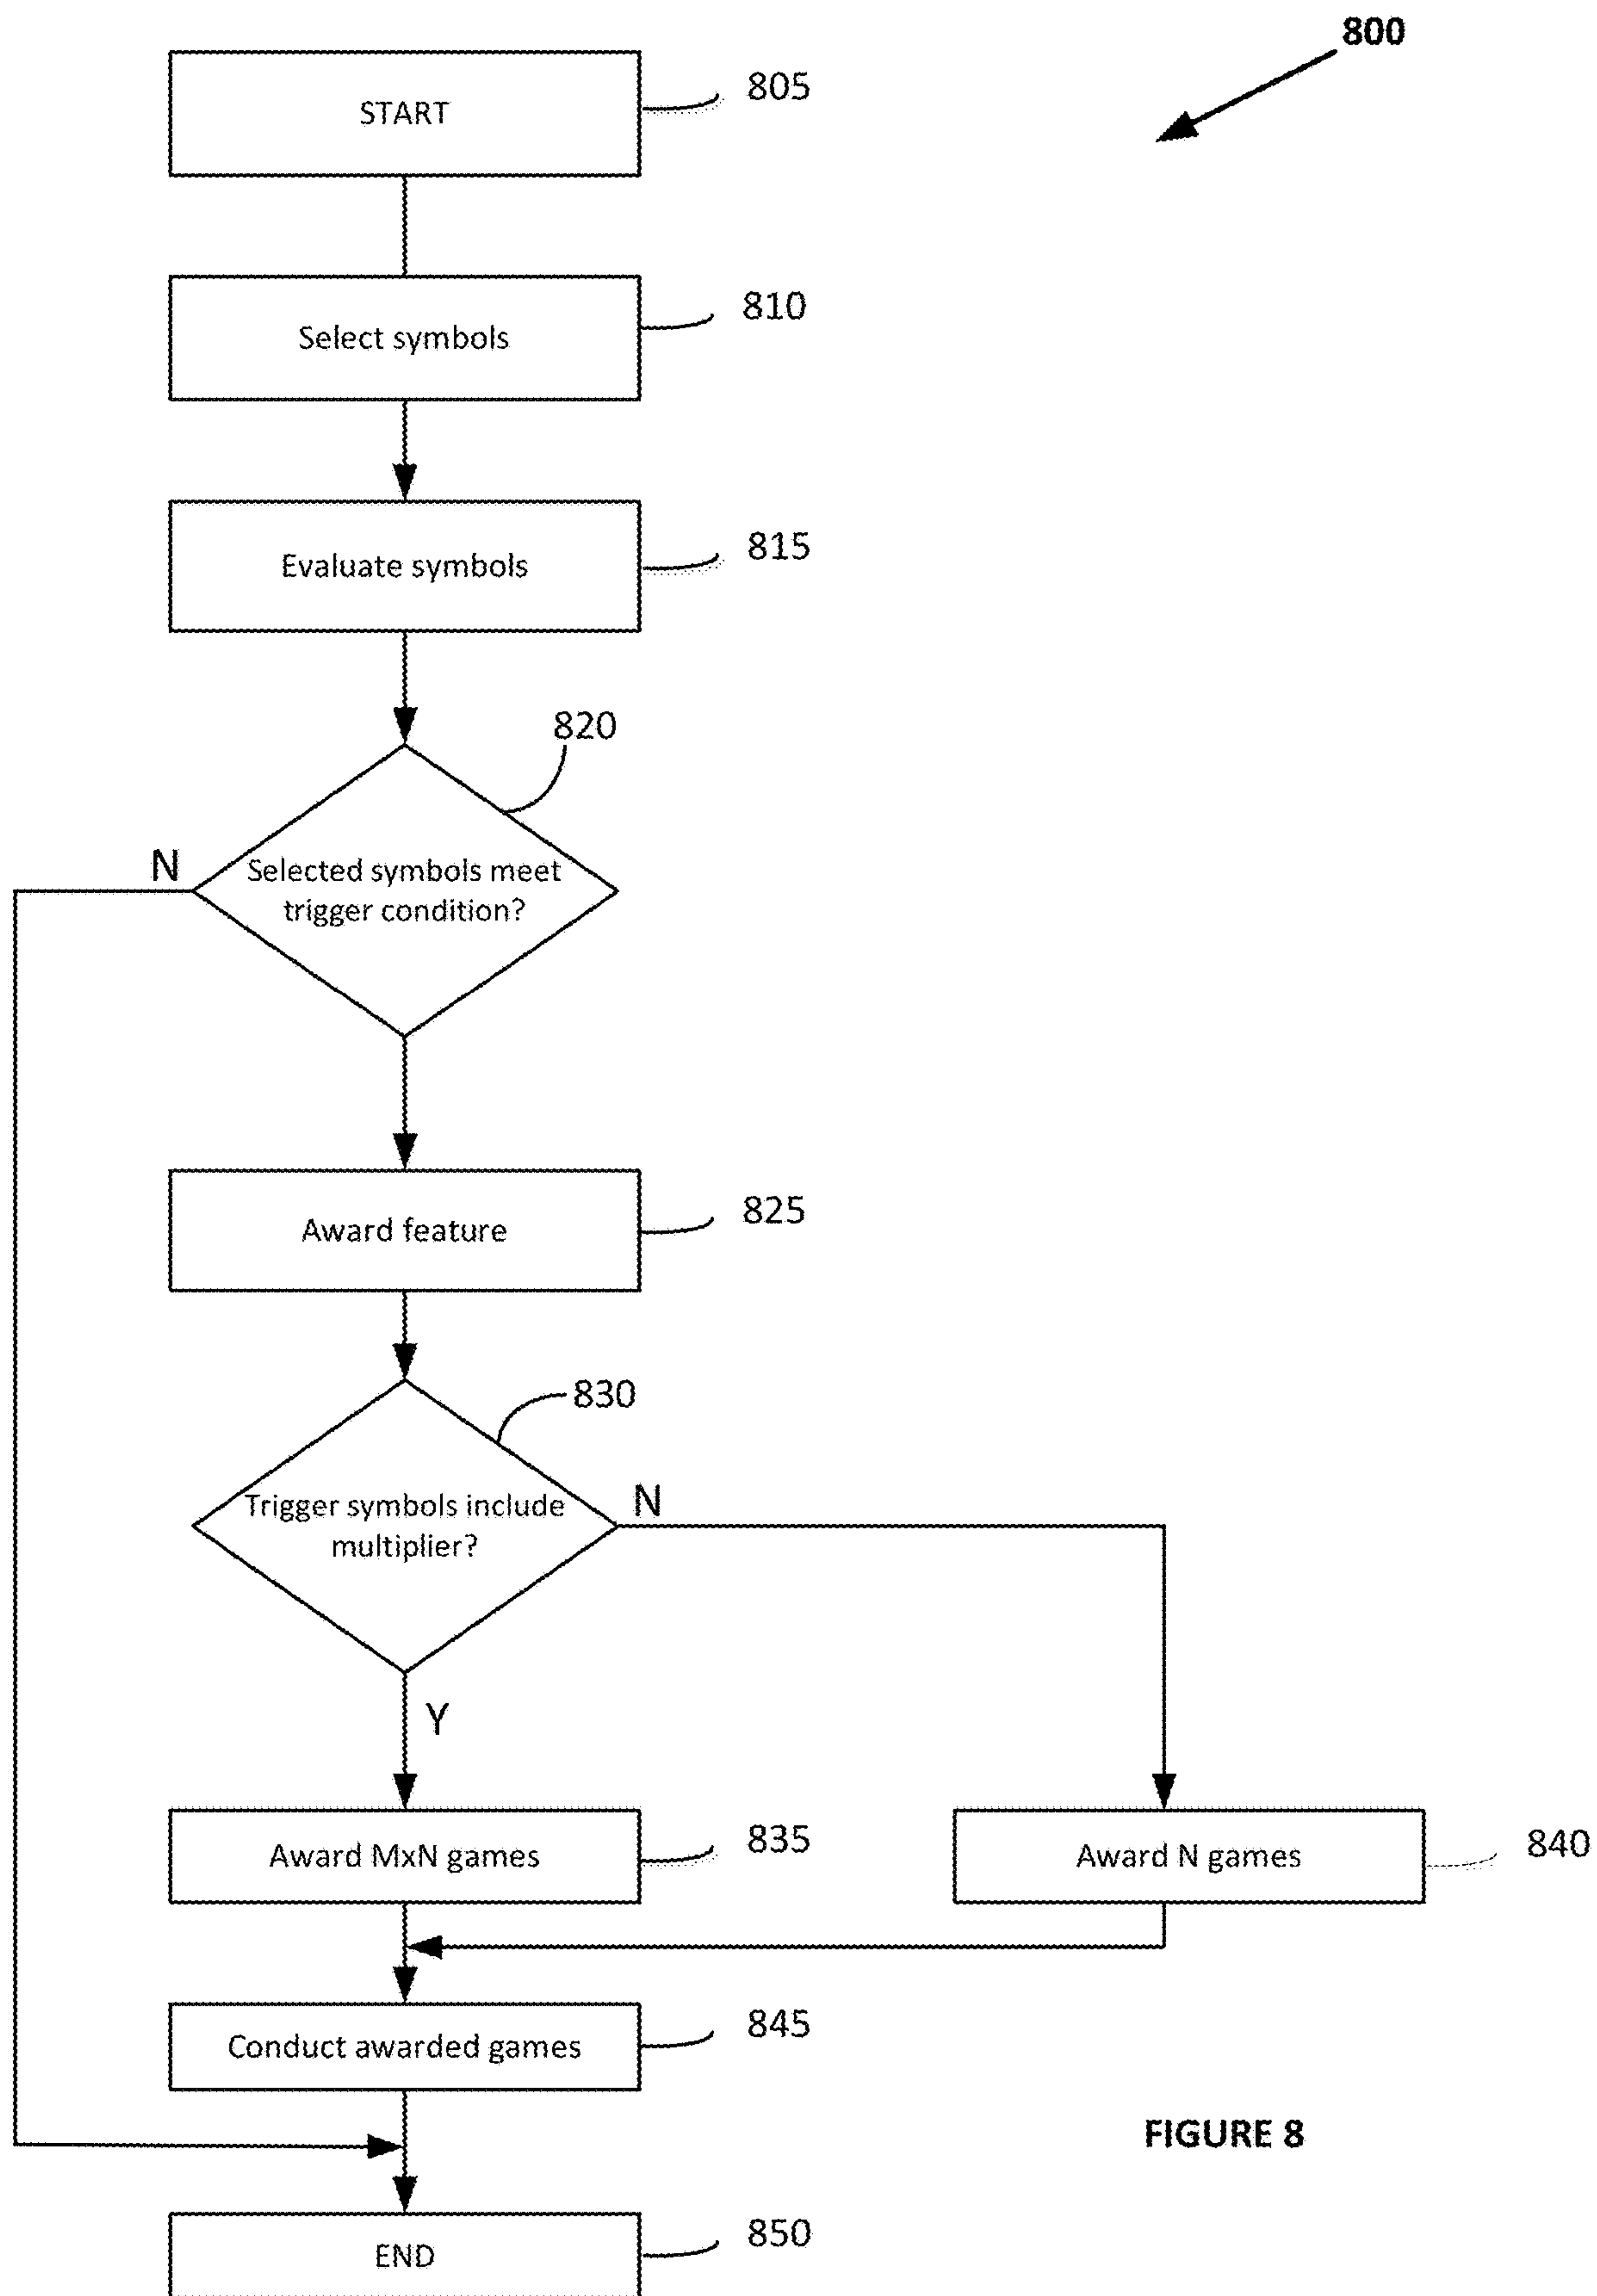 800
START
805
Select symbols
810
Evaluate symbols
815
820
N
Selected symbols meet
trigger condition?
Award feature
825
830
Trigger symbols include
multiplier?
N
Y
Award MxN games
835
Award N games
840
Conduct awarded games
845
FIGURE 8
END
850